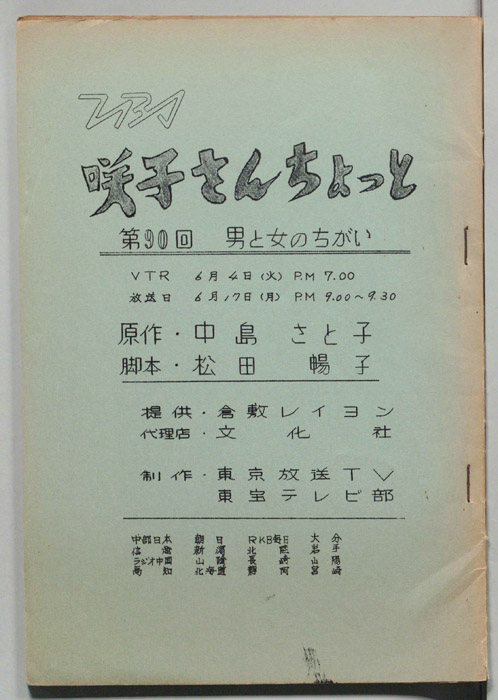 咲子さんちょっと
第90回 男と女のちがい
VTR 6月4日(火) P.M 7.00
放送日 6月17日(月) P.M 9.00〜9.30
原作・中島さと子
脚本・松田暢子
提供・倉敷レイヨン
代理店・文化社
制作・東京放送TV
東宝テレビ部
中部日本 朝日 RKB毎日 大分
信越 新潟 北陸 岩手
ラジオ中国 山陰 長崎 山陽
高知 北海道 静岡 宮崎